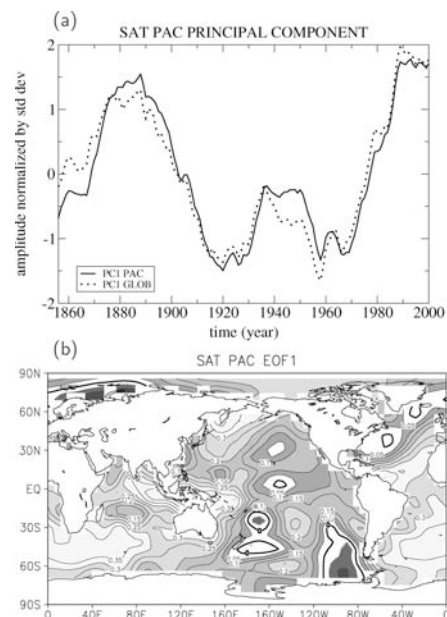 (a)
SAT PAC PRINCIPAL COMPONENT
amplitude normalized by std dev
2
1
0
-1
-2
PC1 PAC
PC1 GLOB
1860 1880 1900 1920 1940 1960 1980 2000
time (year)
(b)
SAT PAC EOF1
90N
60N
30N
EQ
30S
60S
90S
0 40E 80E 120E 160E 160W 120W 80W 40W 0